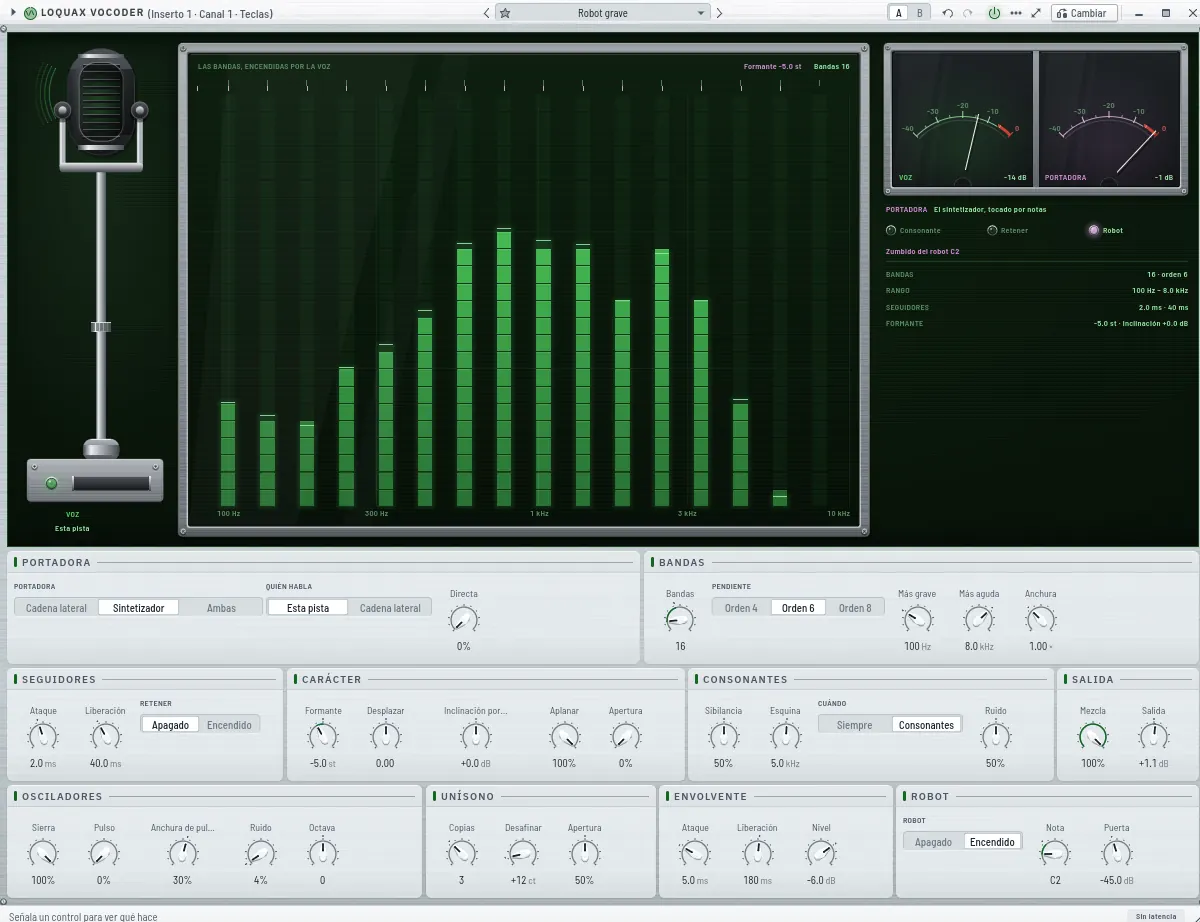 LOQUAX VOCODER (Inserto 1 · Canal 1 · Teclas)
Robot grave
A B
Cambiar
LAS BANDAS, ENCENDIDAS POR LA VOZ
Formante -5.0 st Bandas 16
100 Hz 300 Hz 1 kHz 3 kHz 10 kHz
VOZ
Esta pista
-40 -30 -20 -10 0
VOZ -14 dB
-40 -30 -20 -10 0
PORTADORA -1 dB
PORTADORA El sintetizador, tocado por notas
Consonante Retener Robot
Zumbido del robot C2
BANDAS 16 · orden 6
RANGO 100 Hz – 8.0 kHz
SEGUIDORES 2.0 ms · 40 ms
FORMANTE -5.0 st · Inclinación +0.0 dB
PORTADORA
PORTADORA
Cadena lateral Sintetizador Ambas
QUIÉN HABLA
Esta pista Cadena lateral
Directa
0%
BANDAS
Bandas
16
PENDIENTE
Orden 4 Orden 6 Orden 8
Más grave Más aguda Anchura
100 Hz 8.0 kHz 1.00 ×
SEGUIDORES
Ataque Liberación
2.0 ms 40.0 ms
RETENER
Apagado Encendido
CARÁCTER
Formante Desplazar Inclinación por... Aplanar Apertura
-5.0 st 0.00 +0.0 dB 100% 0%
CONSONANTES
Sibilancia Esquina
50% 5.0 kHz
CUÁNDO
Siempre Consonantes
Ruido
50%
SALIDA
Mezcla Salida
100% +1.1 dB
OSCILADORES
Sierra Pulso Anchura de pul... Ruido Octava
100% 0% 30% 4% 0
UNÍSONO
Copias Desafinar Apertura
3 +12 ct 50%
ENVOLVENTE
Ataque Liberación Nivel
5.0 ms 180 ms -6.0 dB
ROBOT
ROBOT
Apagado Encendido
Nota Puerta
C2 -45.0 dB
Señala un control para ver qué hace
Sin latencia